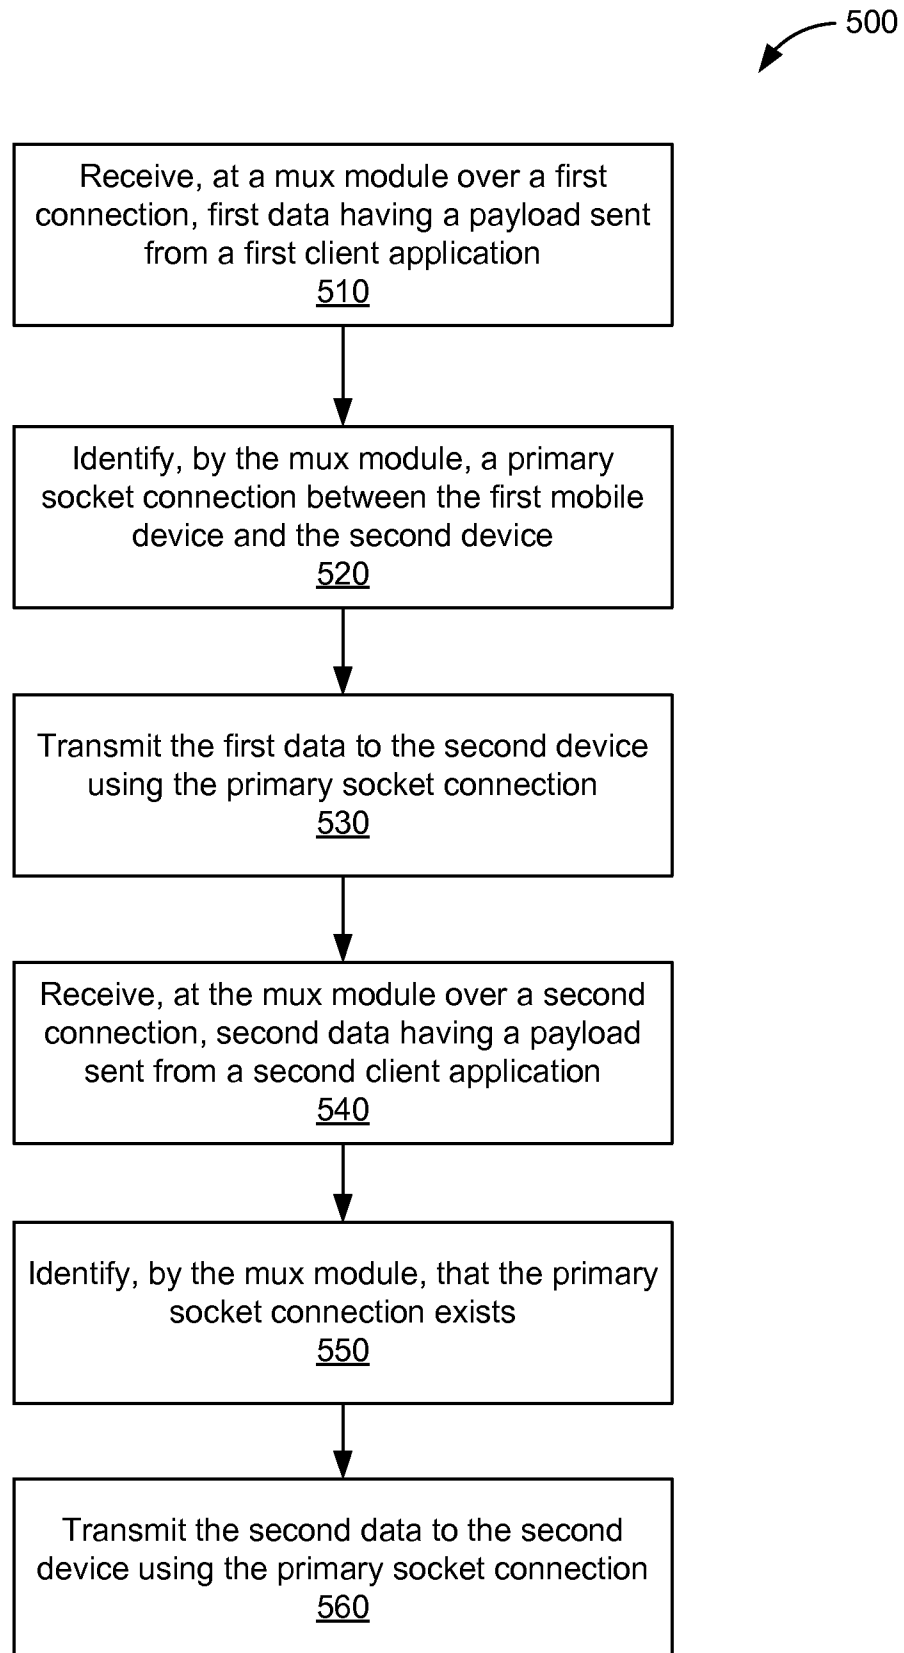 500
Receive, at a mux module over a first
connection, first data having a payload sent
from a first client application
510
Identify, by the mux module, a primary
socket connection between the first mobile
device and the second device
520
Transmit the first data to the second device
using the primary socket connection
530
Receive, at the mux module over a second
connection, second data having a payload
sent from a second client application
540
Identify, by the mux module, that the primary
socket connection exists
550
Transmit the second data to the second
device using the primary socket connection
560